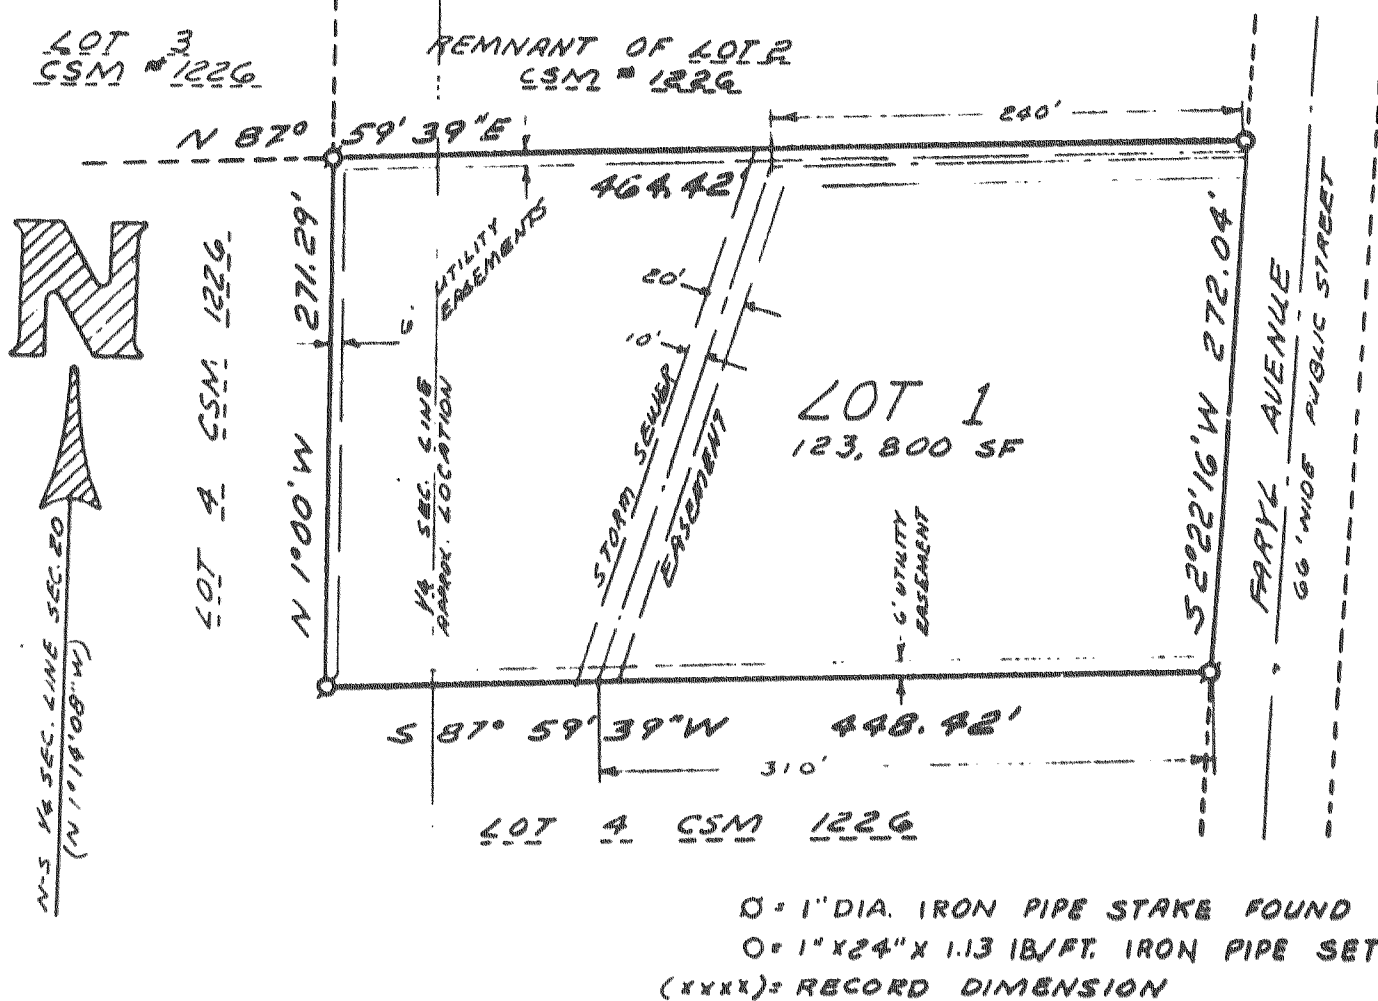 LOT 3
CSM #1226
REMNANT OF LOT 2
CSM #1226
N 87° 59' 39"E
464.42'
240'
N
N-S 1/4 SEC. LINE SEC. 20
(N 1°14'08"W)
LOT 4 CSM 1226
N 1°00'W 271.29'
6'
UTILITY
EASEMENTS
1/4 SEC. LINE
APPROX. LOCATION
20'
10'
STORM SEWER
EASEMENT
LOT 1
123,800 SF
6' UTILITY
EASEMENT
S 2°22'16"W 272.04'
FARYL AVENUE
66' WIDE PUBLIC STREET
S 87° 59' 39"W 448.42'
310'
LOT 4 CSM 1226
O = 1" DIA. IRON PIPE STAKE FOUND
O = 1" X 24" X 1.13 lB/FT. IRON PIPE SET
(xxxx) = RECORD DIMENSION